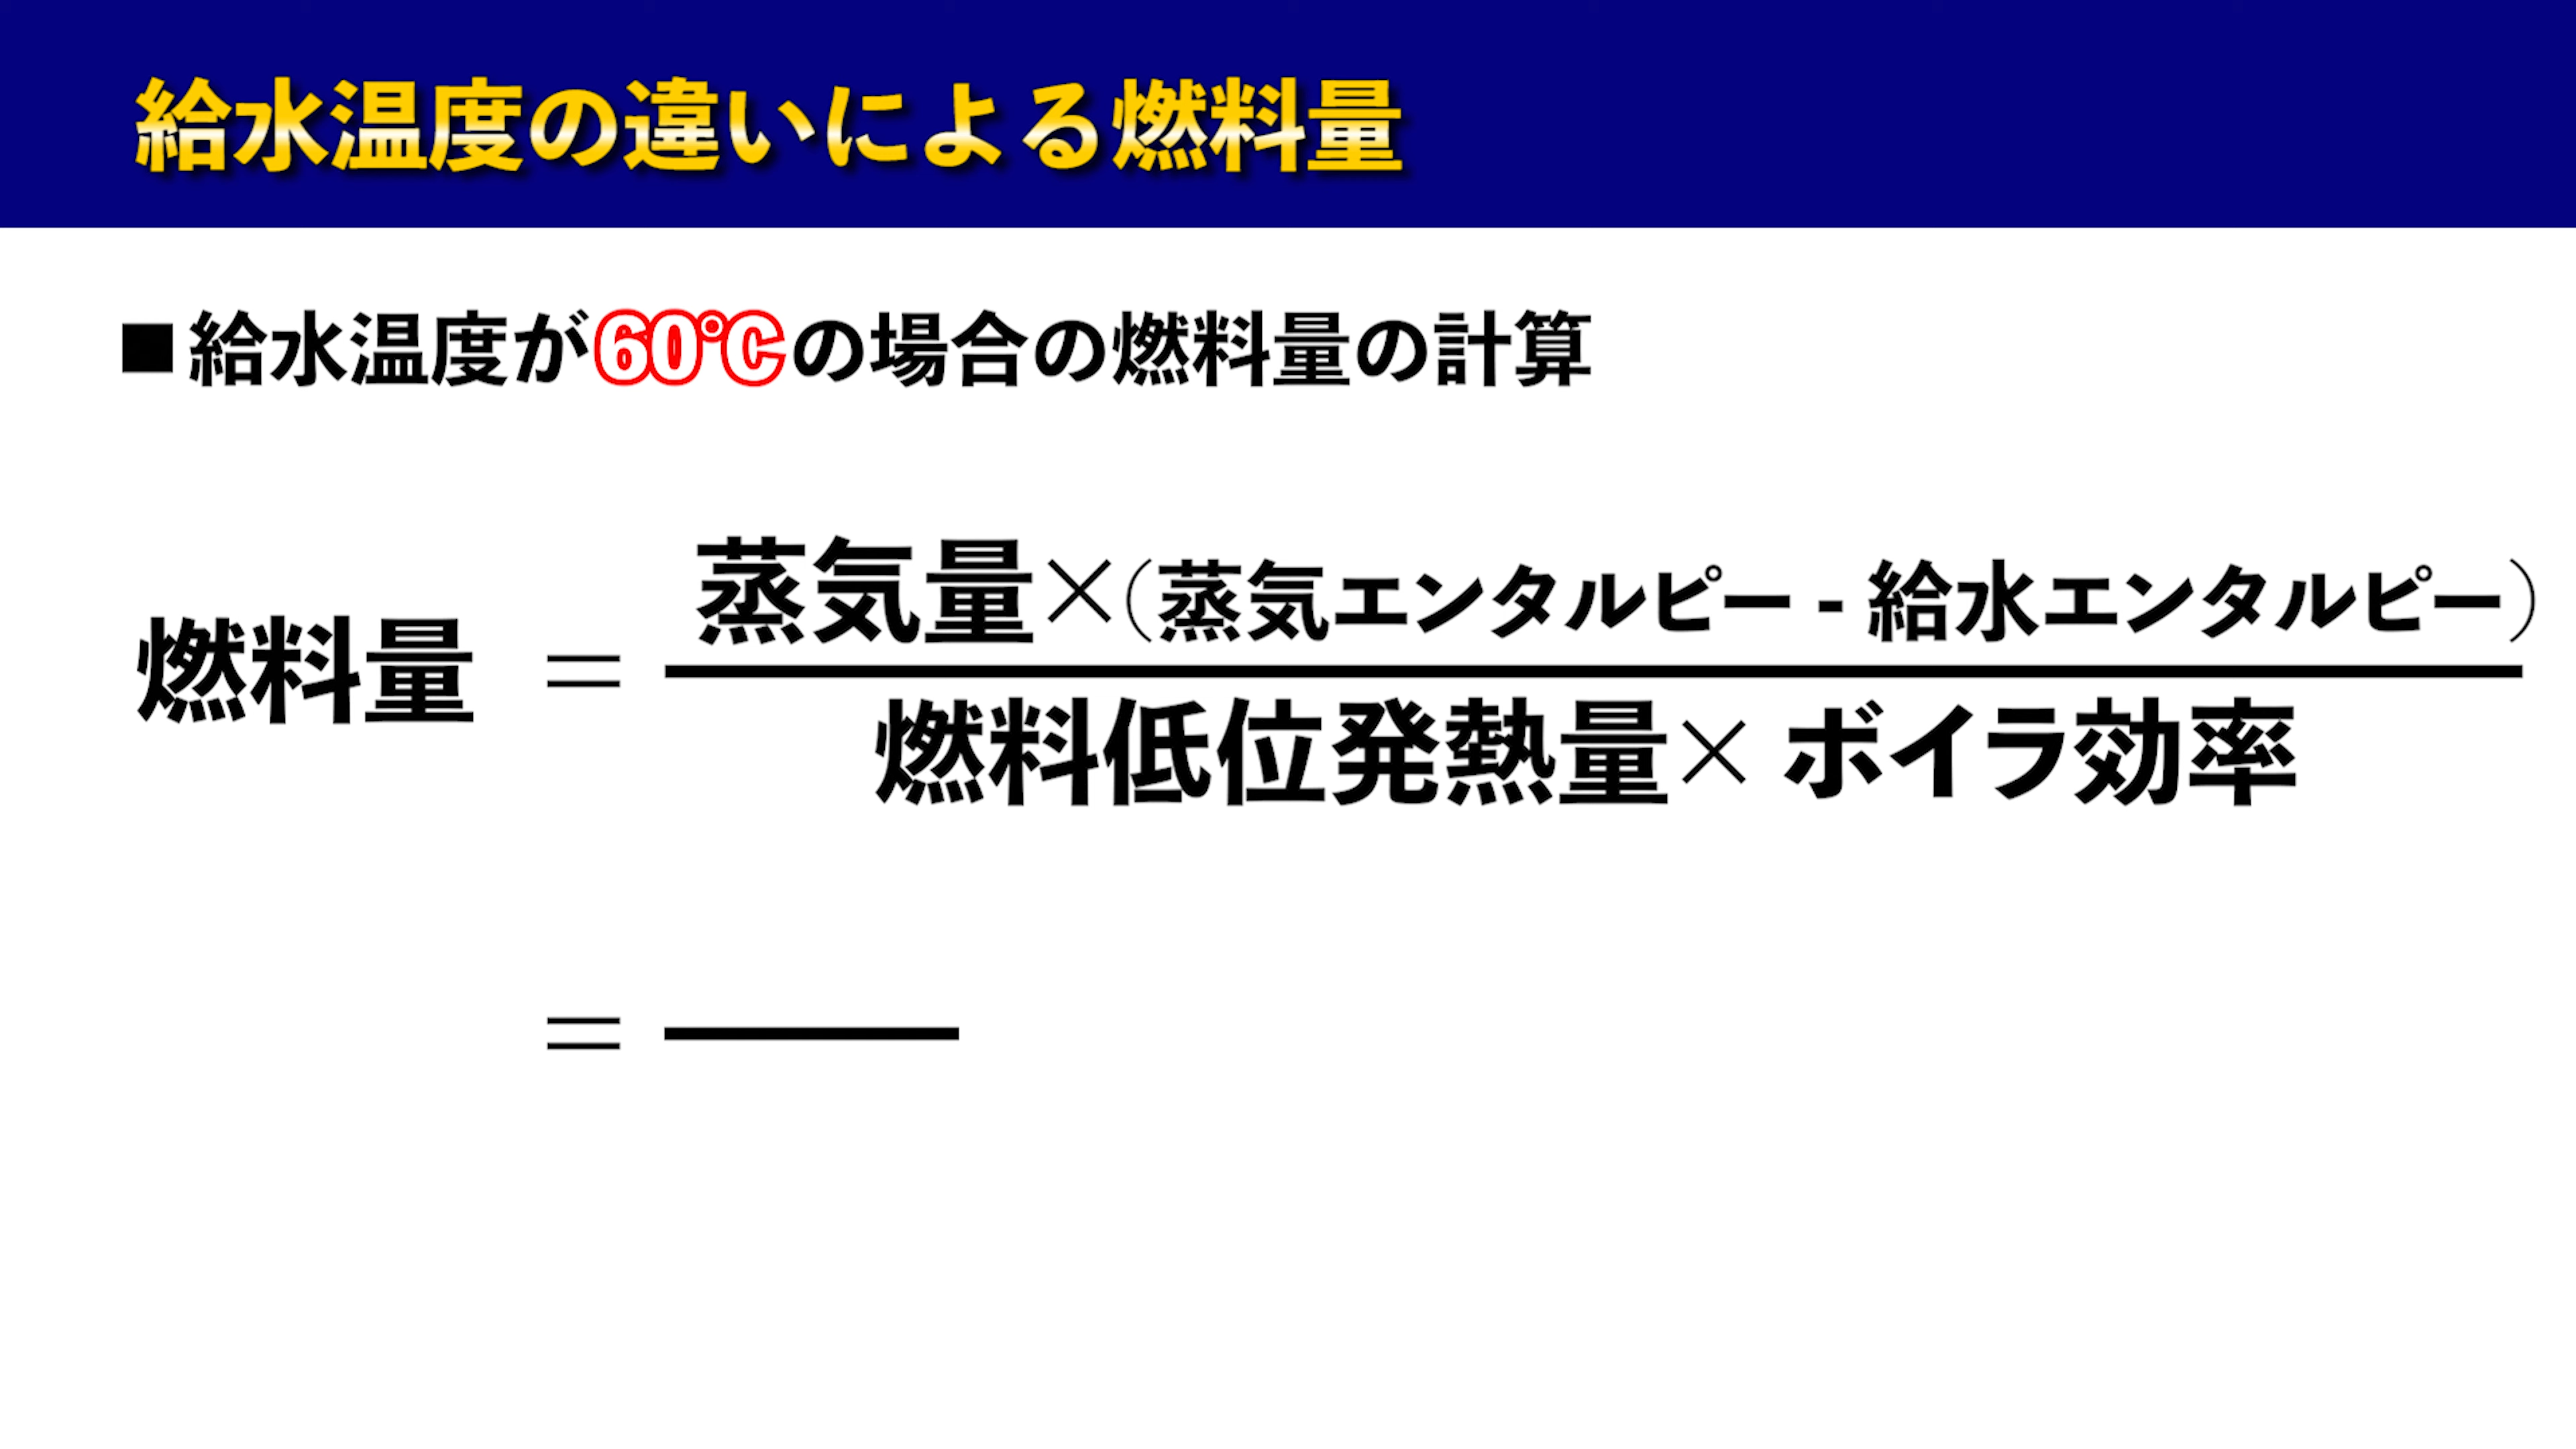 給水温度の違いによる燃料量
■給水温度が60℃の場合の燃料量の計算
蒸気量×(蒸気エンタルピー - 給水エンタルピー)
燃料量 =
燃料低位発熱量× ボイラ効率
=